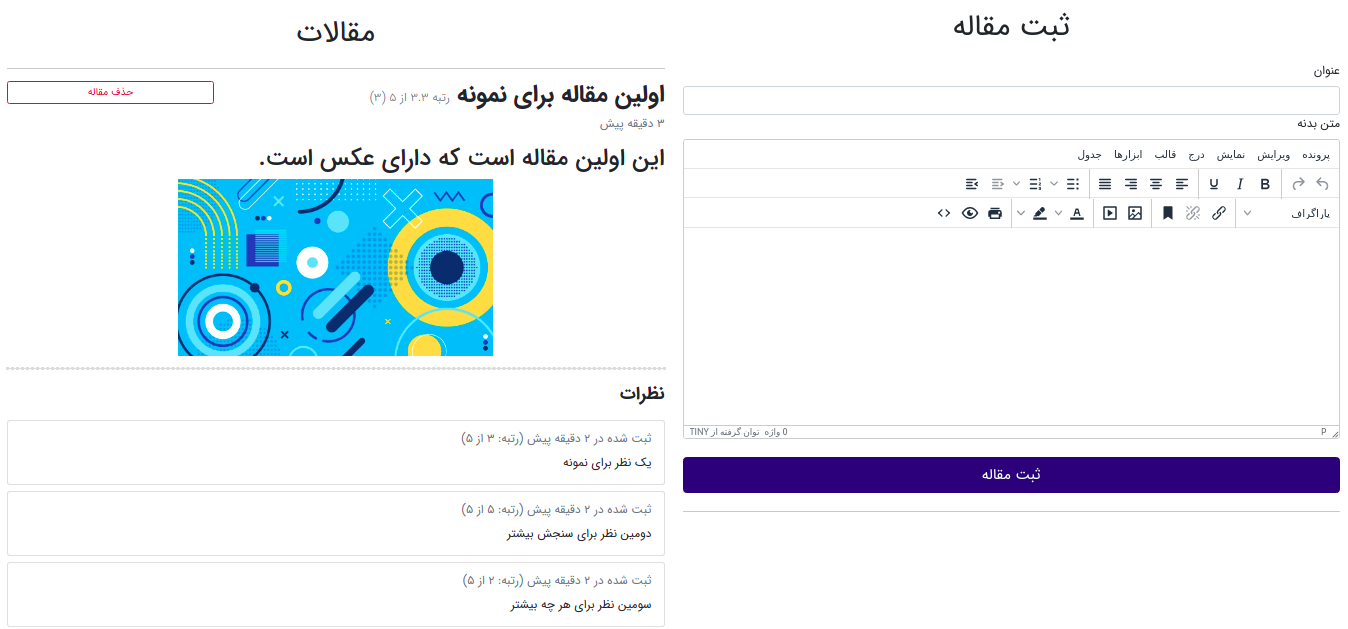 ثبت مقاله
عنوان
متن بدنه
پرونده ویرایش نمایش درج قالب ابزارها جدول
B I U
پاراگراف A
P 0 واژه توان گرفته از TINY
ثبت مقاله
مقالات
اولین مقاله برای نمونه رتبه ۳.۳ از ۵ (۳) حذف مقاله
۳ دقیقه پیش
این اولین مقاله است که دارای عکس است.
نظرات
ثبت شده در ۲ دقیقه پیش (رتبه: ۳ از ۵)
یک نظر برای نمونه
ثبت شده در ۲ دقیقه پیش (رتبه: ۵ از ۵)
دومین نظر برای سنجش بیشتر
ثبت شده در ۲ دقیقه پیش (رتبه: ۲ از ۵)
سومین نظر برای هر چه بیشتر